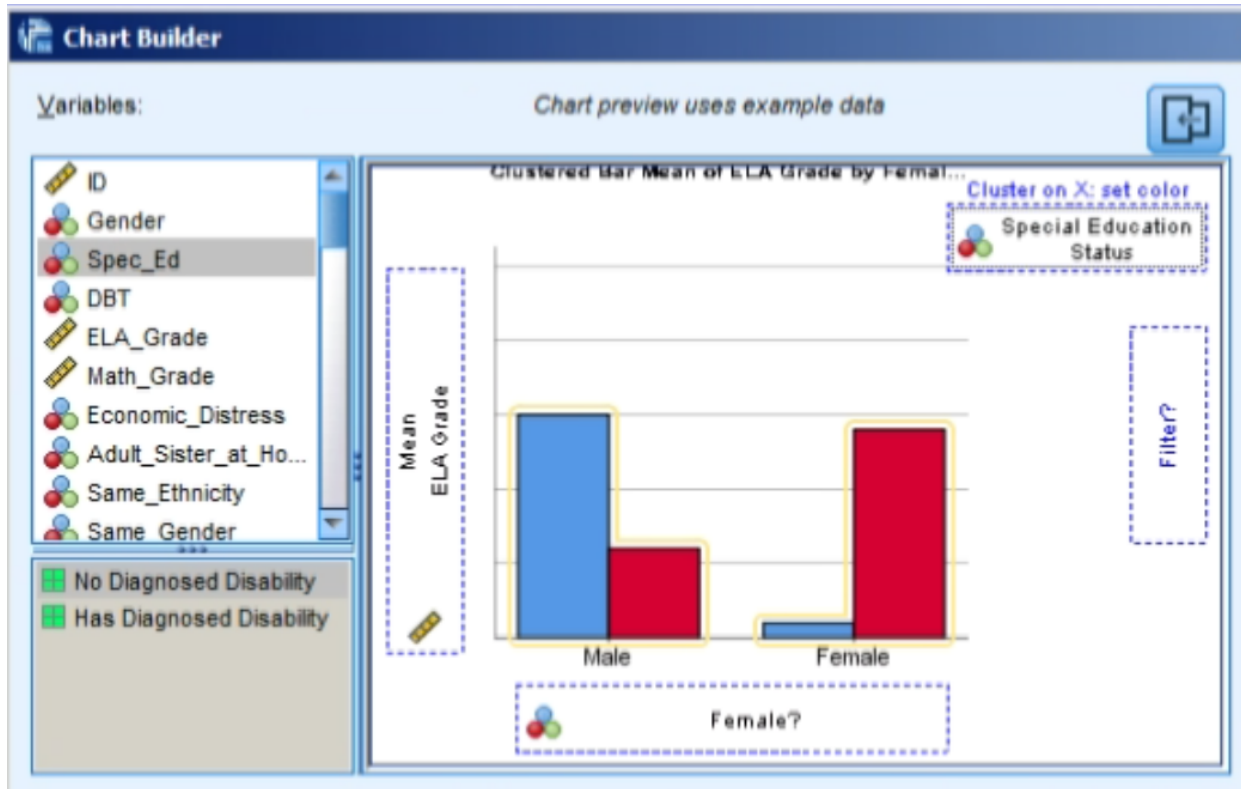 Chart Builder
Variables:
Chart preview uses example data
ID
Gender
Spec_Ed
DBT
ELA_Grade
Math_Grade
Economic_Distress
Adult_Sister_at_Ho...
Same_Ethnicity
Same_Gender
No Diagnosed Disability
Has Diagnosed Disability
Clustered Bar Mean of ELA Grade by Femal...
Cluster on X: set color
Special Education
Status
Mean
ELA Grade
Filter?
Male
Female
Female?